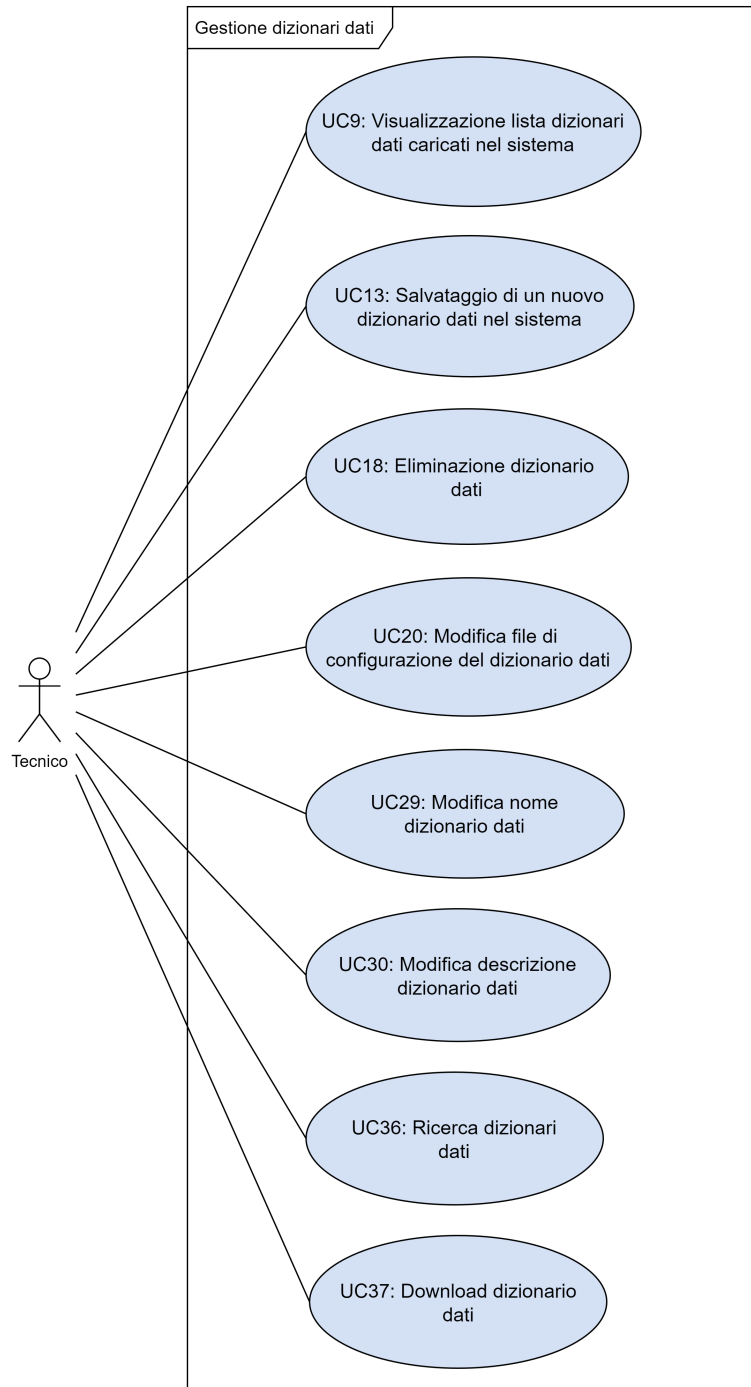 Gestione dizionari dati
UC9: Visualizzazione lista dizionari
dati caricati nel sistema
UC13: Salvataggio di un nuovo
dizionario dati nel sistema
UC18: Eliminazione dizionario
dati
UC20: Modifica file di
configurazione del dizionario dati
Tecnico
UC29: Modifica nome
dizionario dati
UC30: Modifica descrizione
dizionario dati
UC36: Ricerca dizionari
dati
UC37: Download dizionario
dati